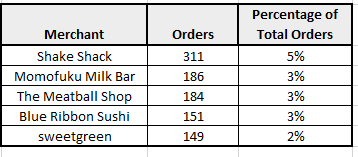 Merchant Orders Percentage of Total Orders
Shake Shack 311 5%
Momofuku Milk Bar 186 3%
The Meatball Shop 184 3%
Blue Ribbon Sushi 151 3%
sweetgreen 149 2%